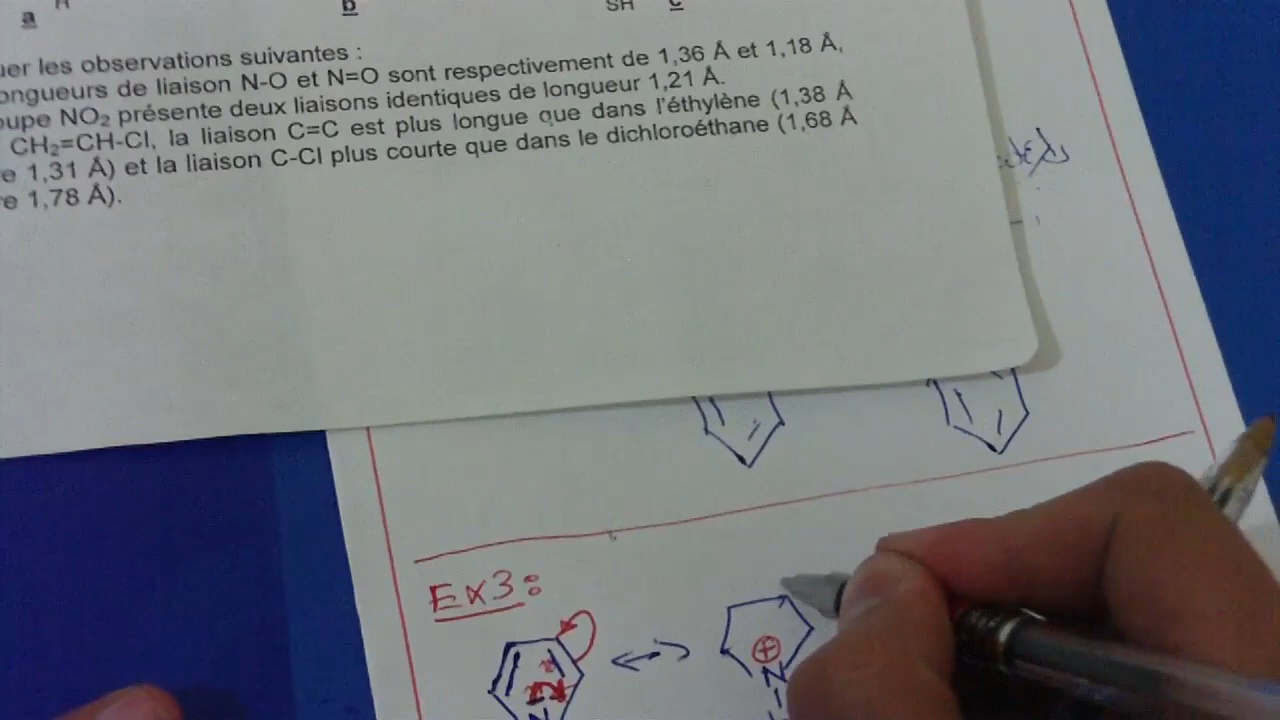 H
a
b
SH
c
uer les observations suivantes :
ongueurs de liaison N-O et N=O sont respectivement de 1,36 Å et 1,18 Å,
oupe NO₂ présente deux liaisons identiques de longueur 1,21 Å.
CH₂=CH-Cl, la liaison C=C est plus longue que dans l'éthylène (1,38 Å
e 1,31 Å) et la liaison C-Cl plus courte que dans le dichloroéthane (1,68 Å
e 1,78 Å).
Ex3:
⊕
N
N